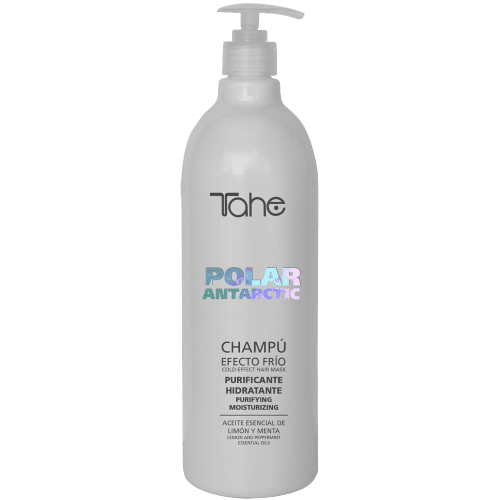 Tahe
POLAR
ANTARCTIC
CHAMPÚ
EFECTO FRÍO
COLD-EFFECT HAIR MASK
PURIFICANTE
HIDRATANTE
PURIFYING
MOISTURIZING
ACEITE ESENCIAL DE
LIMÓN Y MENTA
LEMON AND PEPPERMINT
ESSENTIAL OILS